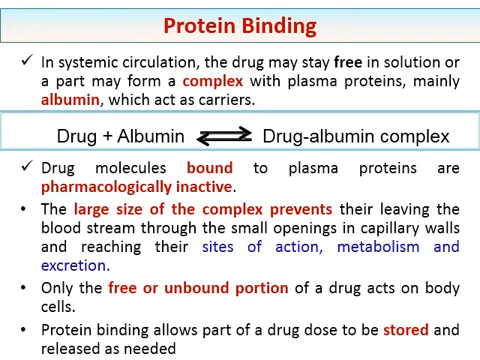 Protein Binding
✓ In systemic circulation, the drug may stay free in solution or
a part may form a complex with plasma proteins, mainly
albumin, which act as carriers.
Drug + Albumin ⇌ Drug-albumin complex
✓ Drug molecules bound to plasma proteins are
pharmacologically inactive.
• The large size of the complex prevents their leaving the
blood stream through the small openings in capillary walls
and reaching their sites of action, metabolism and
excretion.
• Only the free or unbound portion of a drug acts on body
cells.
• Protein binding allows part of a drug dose to be stored and
released as needed